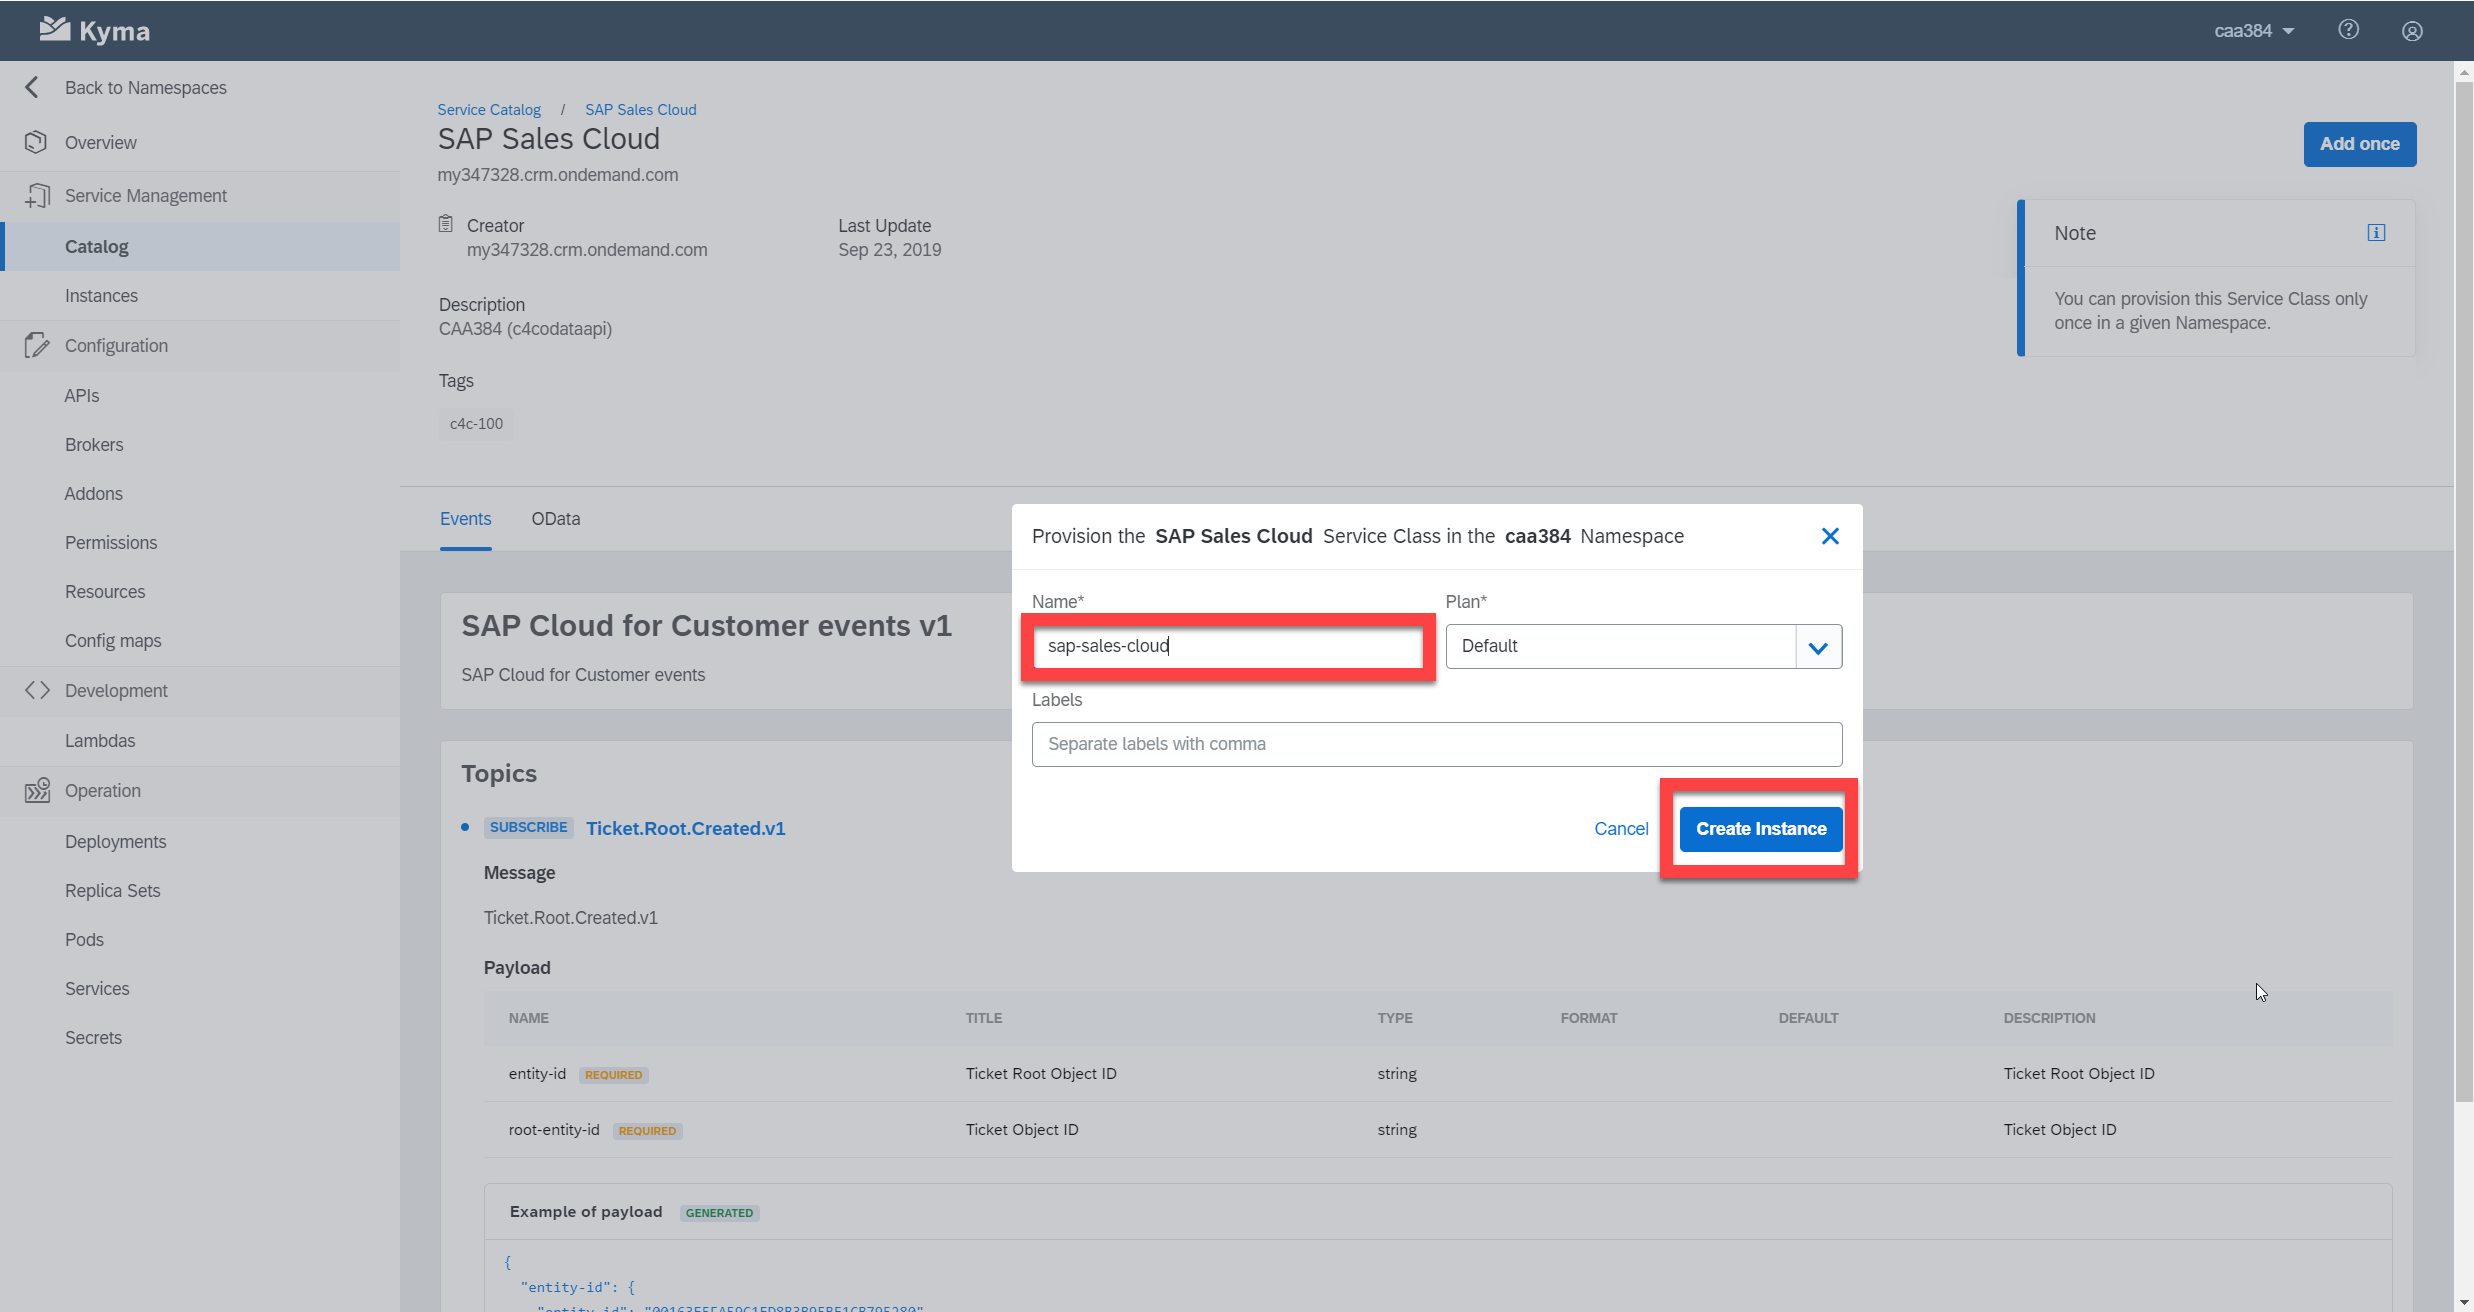 Kyma
caa384
Back to Namespaces
Overview
Service Management
Catalog
Instances
Configuration
APIs
Brokers
Addons
Permissions
Resources
Config maps
Development
Lambdas
Operation
Deployments
Replica Sets
Pods
Services
Secrets
Service Catalog / SAP Sales Cloud
SAP Sales Cloud
my347328.crm.ondemand.com
Add once
Creator
my347328.crm.ondemand.com
Last Update
Sep 23, 2019
Note
You can provision this Service Class only
once in a given Namespace.
Description
CAA384 (c4codataapi)
Tags
c4c-100
Events OData
Provision the SAP Sales Cloud Service Class in the caa384 Namespace
Name*
sap-sales-cloud
Plan*
Default
Labels
Separate labels with comma
Cancel
Create Instance
SAP Cloud for Customer events v1
SAP Cloud for Customer events
Topics
SUBSCRIBE Ticket.Root.Created.v1
Message
Ticket.Root.Created.v1
Payload
NAME TITLE TYPE FORMAT DEFAULT DESCRIPTION
entity-id REQUIRED Ticket Root Object ID string Ticket Root Object ID
root-entity-id REQUIRED Ticket Object ID string Ticket Object ID
Example of payload GENERATED
{
"entity-id": {